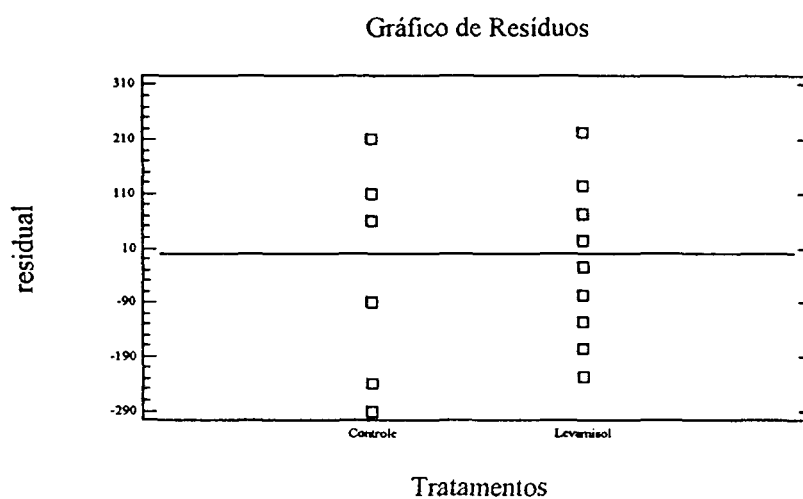 Gráfico de Resíduos
310
210
110
10
-90
-190
-290
residual
Controle
Levamisol
Tratamentos